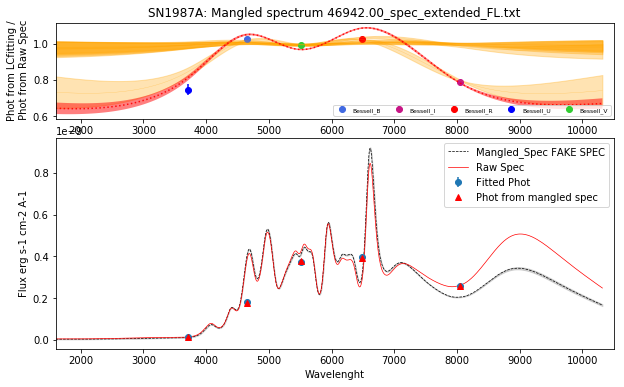 SN1987A: Mangled spectrum 46942.00_spec_extended_FL.txt
Phot from LCfitting /
Phot from Raw Spec
1.0
0.8
0.6
Bessell_B
Bessell_I
Bessell_R
Bessell_U
Bessell_V
2000 3000 4000 5000 6000 7000 8000 9000 10000
Flux erg s-1 cm-2 A-1
0.8
0.6
0.4
0.2
0.0
Mangled_Spec FAKE SPEC
Raw Spec
Fitted Phot
Phot from mangled spec
2000 3000 4000 5000 6000 7000 8000 9000 10000
Wavelenght